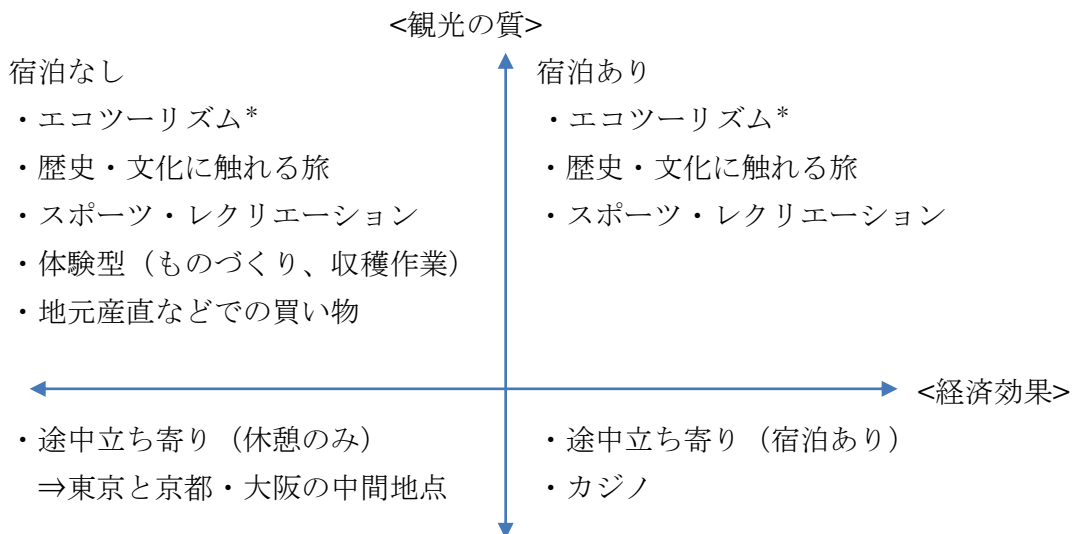 <観光の質>
宿泊なし
・エコツーリズム*
・歴史・文化に触れる旅
・スポーツ・レクリエーション
・体験型（ものづくり、収穫作業）
・地元産直などでの買い物
宿泊あり
・エコツーリズム*
・歴史・文化に触れる旅
・スポーツ・レクリエーション
<経済効果>
・途中立ち寄り（休憩のみ）
⇒東京と京都・大阪の中間地点
・途中立ち寄り（宿泊あり）
・カジノ